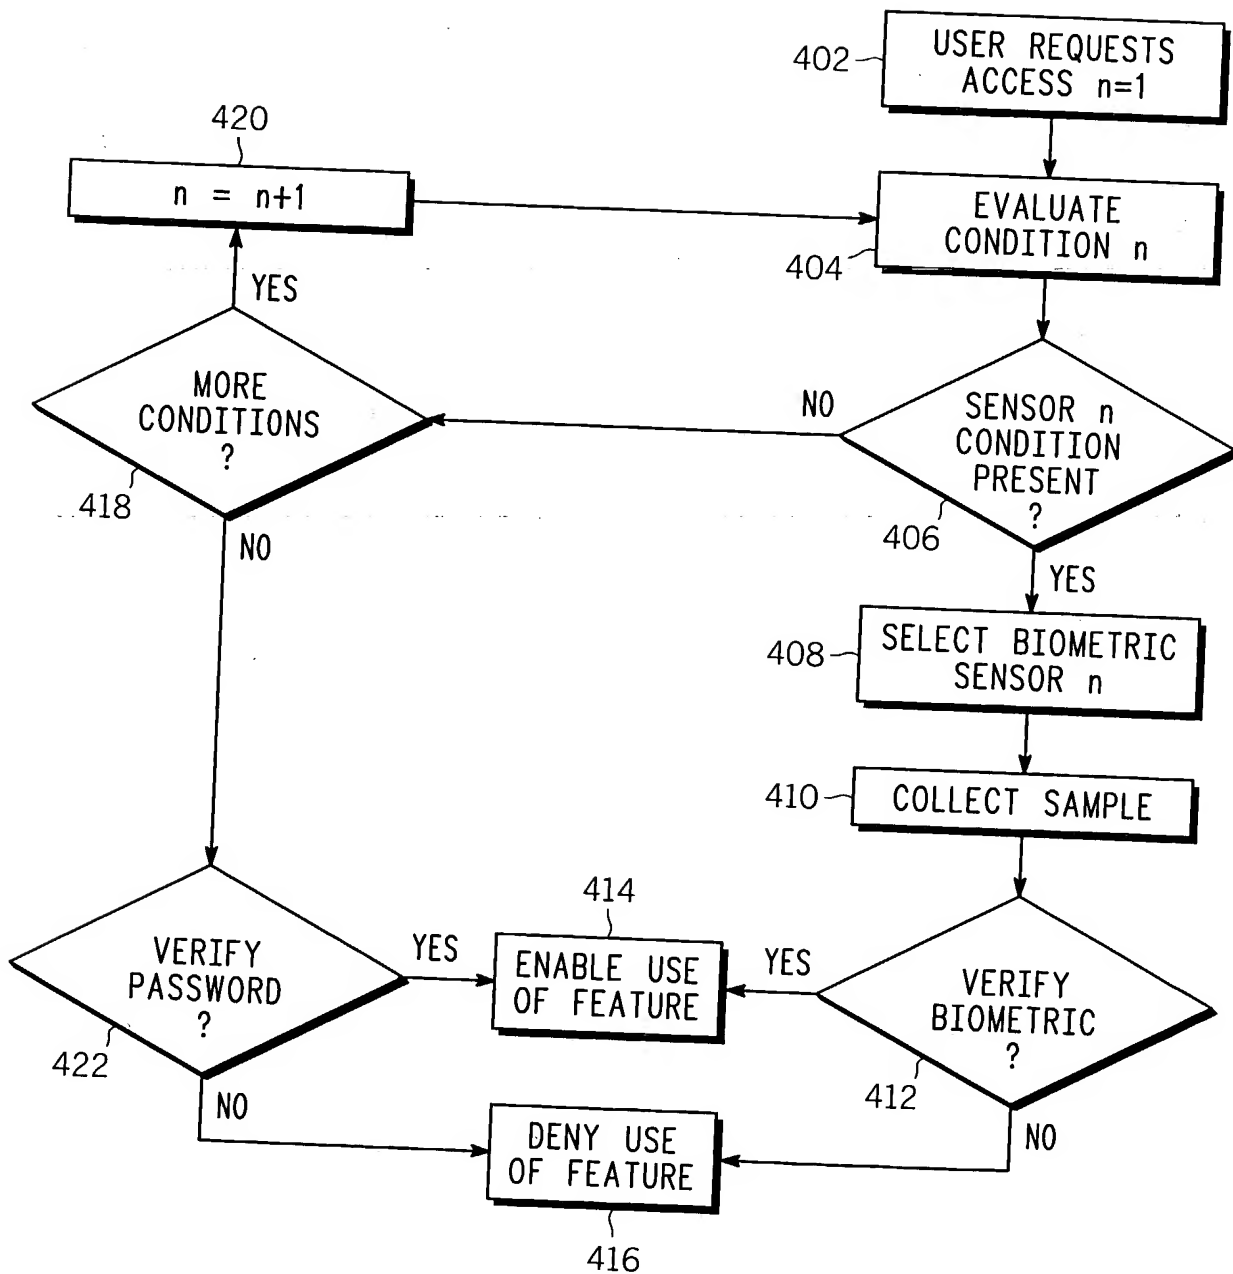 402
USER REQUESTS
ACCESS n=1
420
n = n+1
EVALUATE
CONDITION n
404
YES
MORE
CONDITIONS
?
418
NO
SENSOR n
CONDITION
PRESENT
?
406
NO
YES
408
SELECT BIOMETRIC
SENSOR n
410
COLLECT SAMPLE
414
VERIFY
PASSWORD
?
422
YES
ENABLE USE
OF FEATURE
YES
VERIFY
BIOMETRIC
?
412
NO
DENY USE
OF FEATURE
NO
416